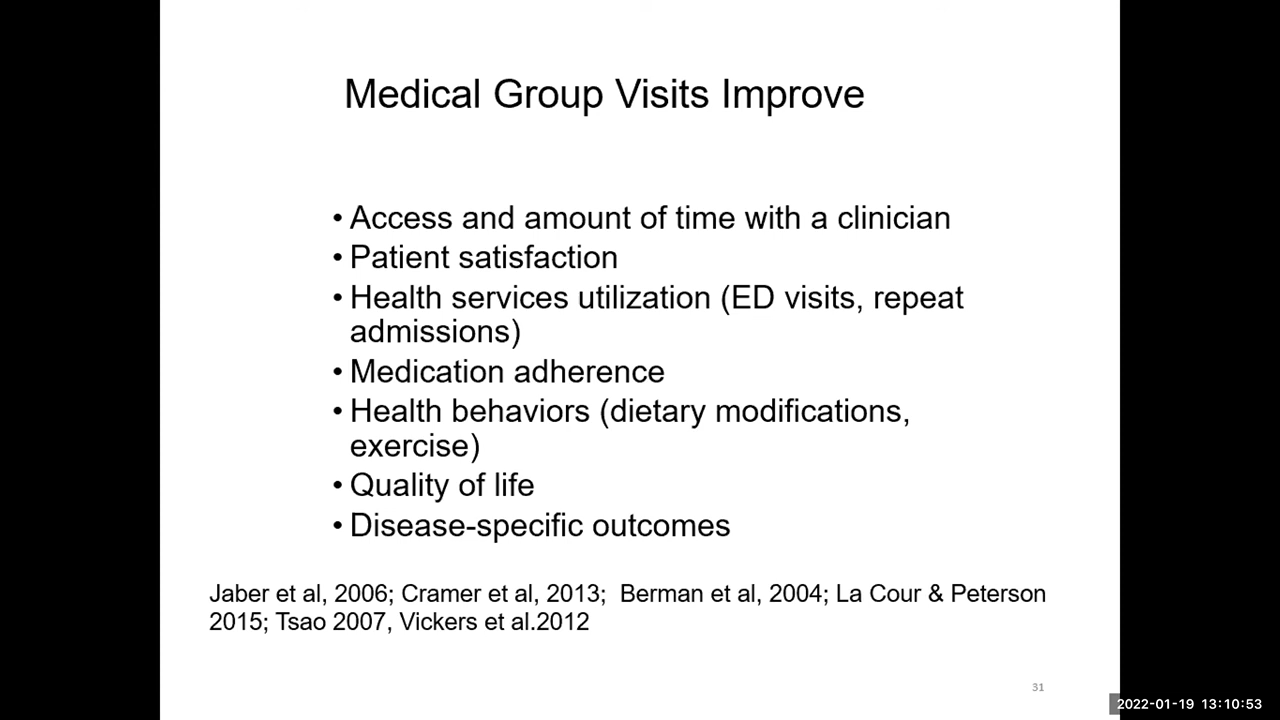 Medical Group Visits Improve
• Access and amount of time with a clinician
• Patient satisfaction
• Health services utilization (ED visits, repeat
admissions)
• Medication adherence
• Health behaviors (dietary modifications,
exercise)
• Quality of life
• Disease-specific outcomes
Jaber et al, 2006; Cramer et al, 2013;  Berman et al, 2004; La Cour & Peterson
2015; Tsao 2007, Vickers et al.2012
31
2022-01-19 13:10:53